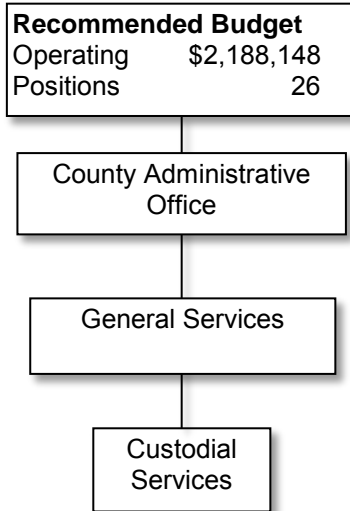 Recommended Budget
Operating $2,188,148
Positions 26
County Administrative
Office
General Services
Custodial
Services